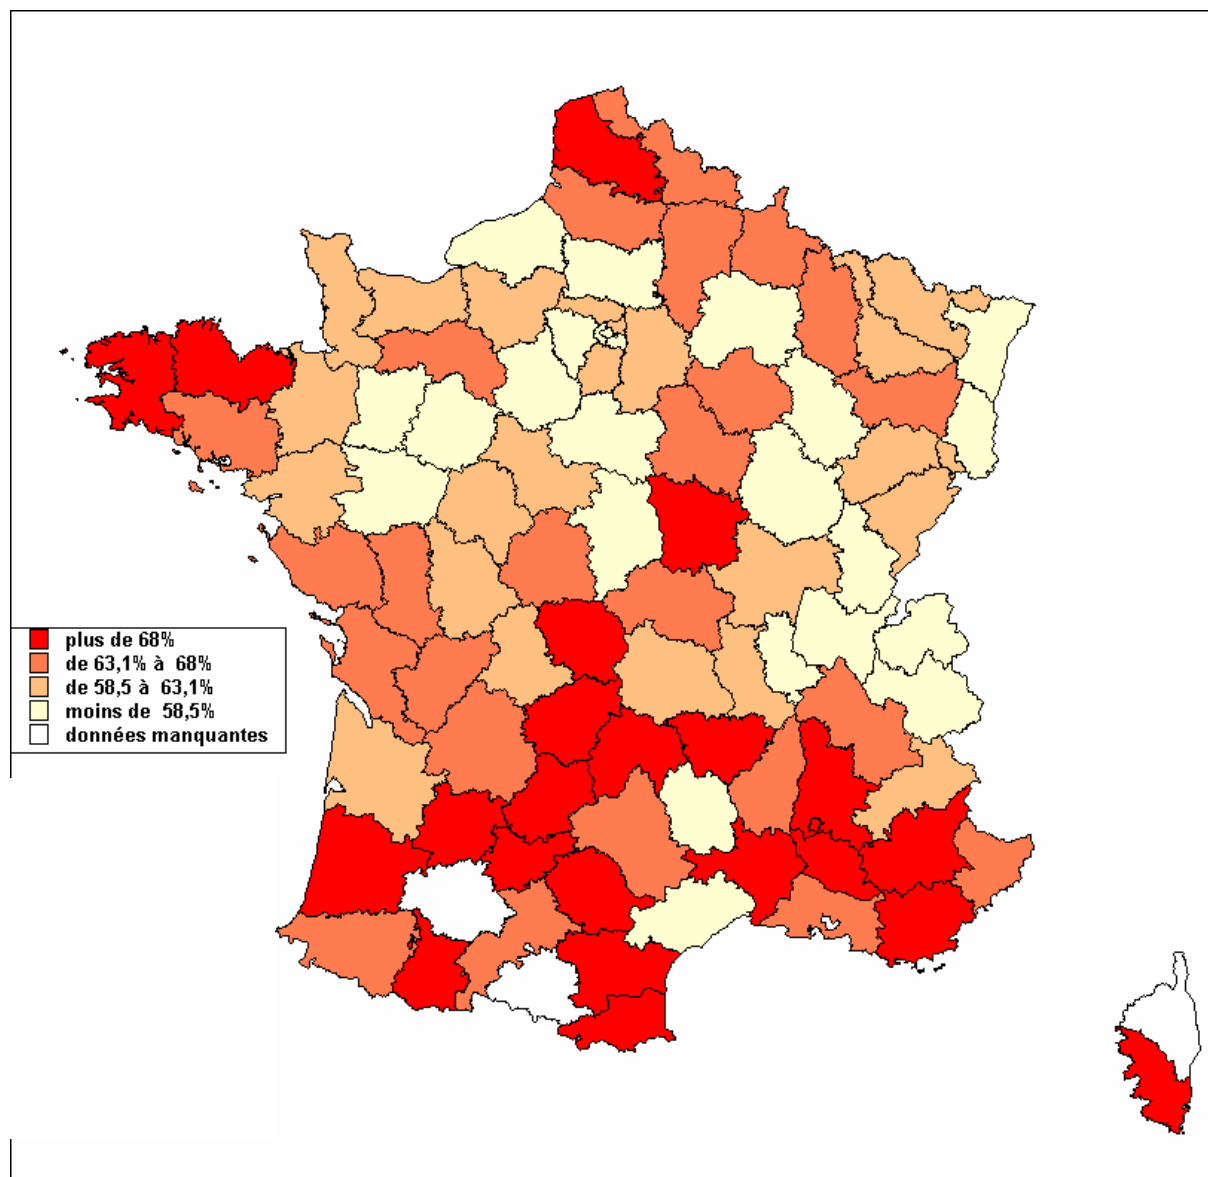 plus de 68%
de 63,1% à 68%
de 58,5 à 63,1%
moins de 58,5%
données manquantes